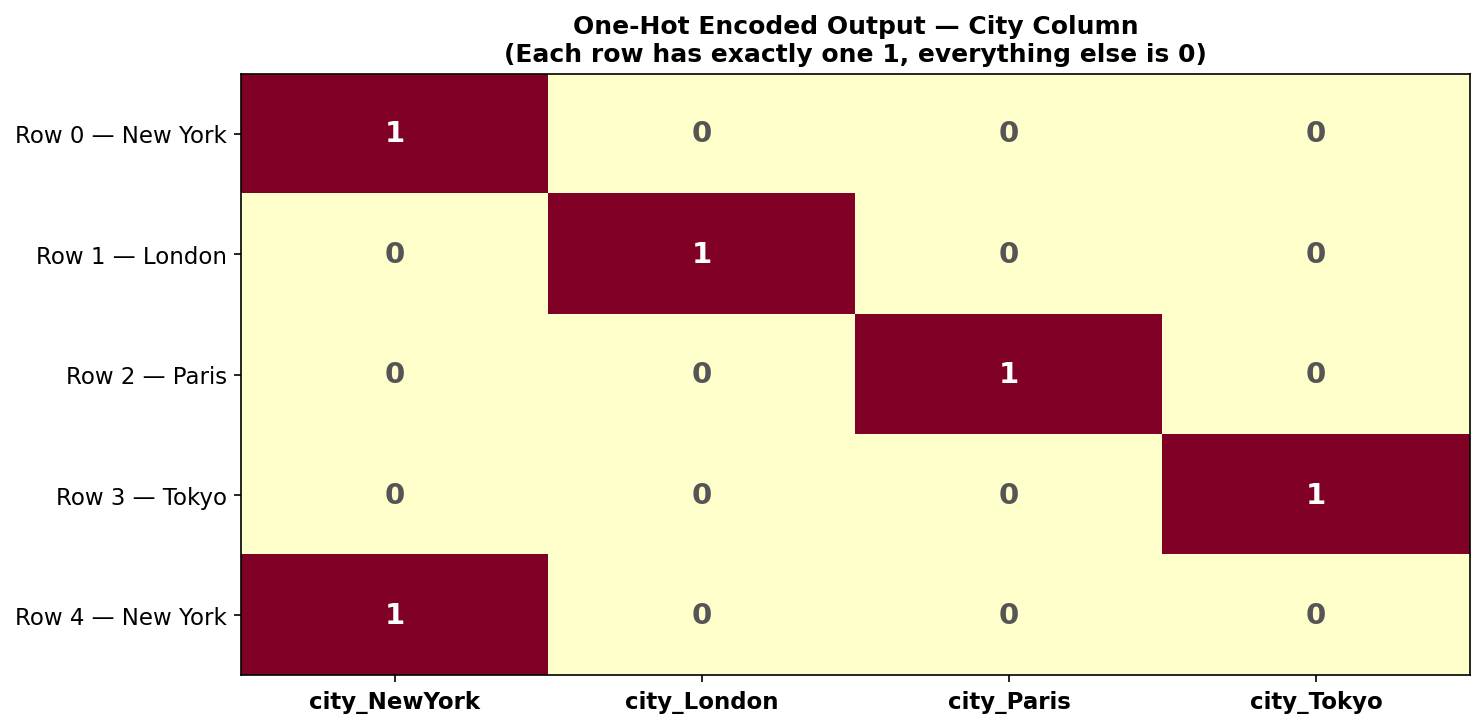 One-Hot Encoded Output — City Column
(Each row has exactly one 1, everything else is 0)
Row 0 — New York 1 0 0 0
Row 1 — London 0 1 0 0
Row 2 — Paris 0 0 1 0
Row 3 — Tokyo 0 0 0 1
Row 4 — New York 1 0 0 0
city_NewYork city_London city_Paris city_Tokyo